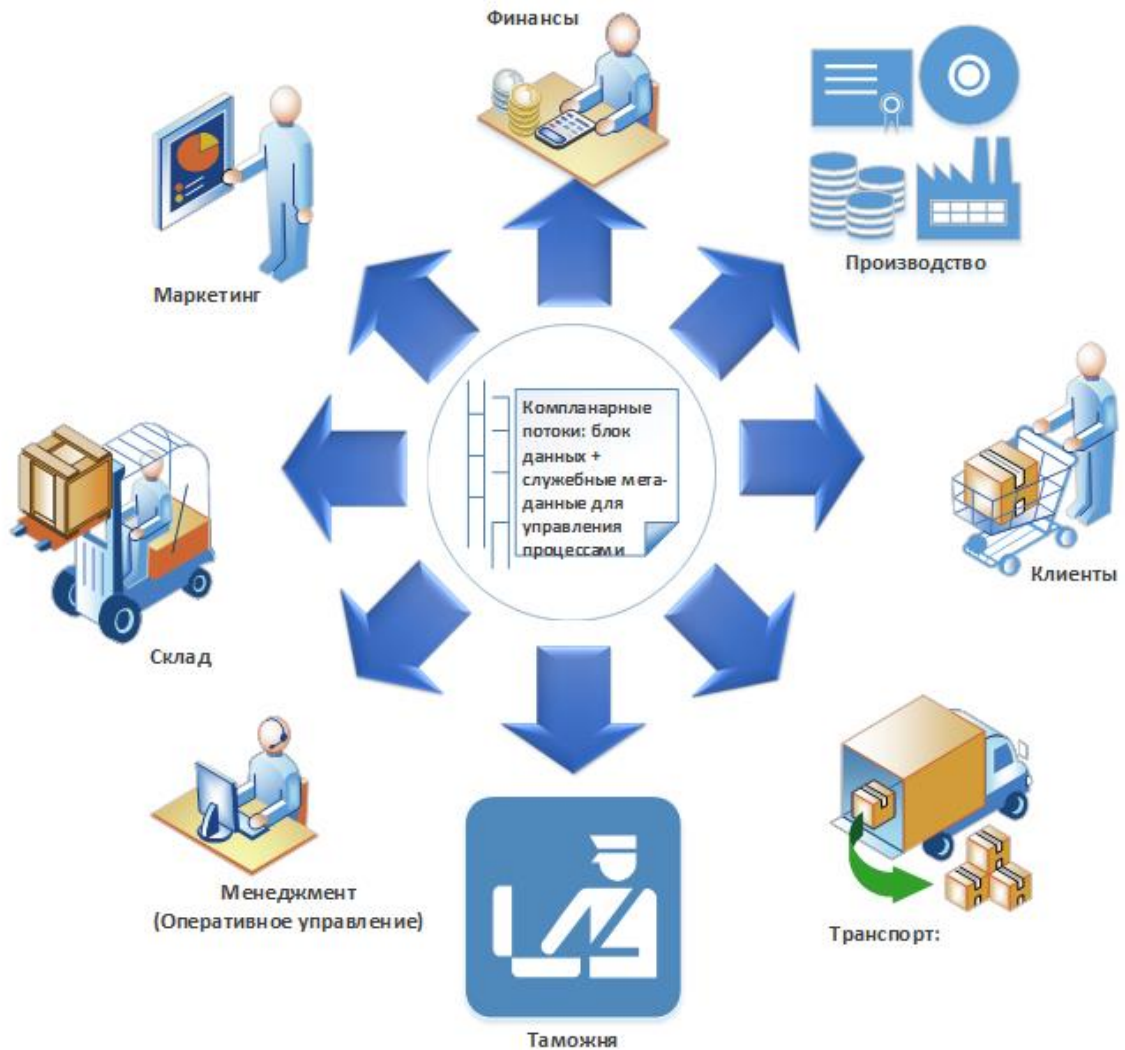 Финансы
Производство
Маркетинг
Компланарные
потоки: блок
данных +
служебные мета-
данные для
управления
процессами
Клиенты
Склад
Менеджмент
(Оперативное управление)
Транспорт:
Таможня